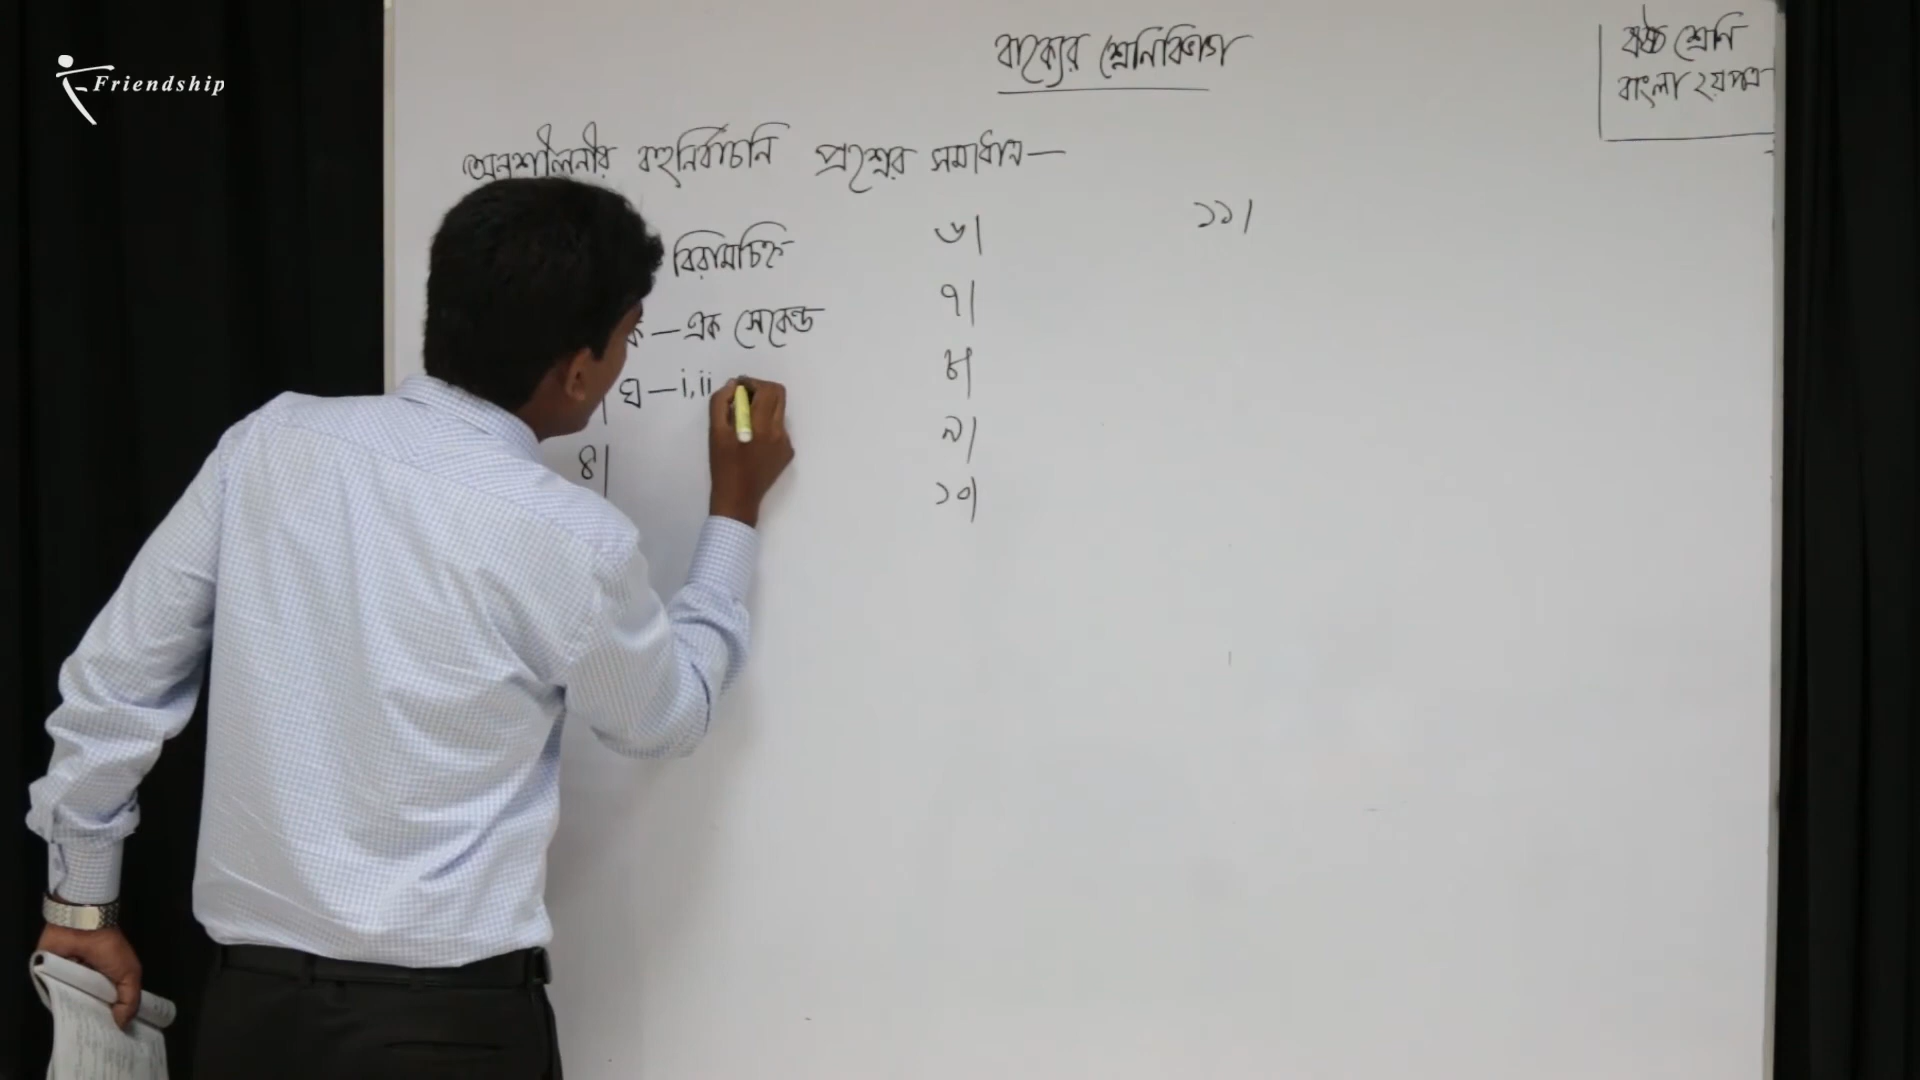 Friendship
বাক্যের শ্রেণিবিভাগ
ষষ্ঠ শ্রেণি
বাংলা ২য় পত্র
অনুশীলনীর বহুনির্বাচনি প্রশ্নের সমাধান—
বিরামচিহ্ন
ক — এক সেকেন্ড
ঘ — i, ii
৪|
৬|
৭|
৮|
৯|
১০|
১১|